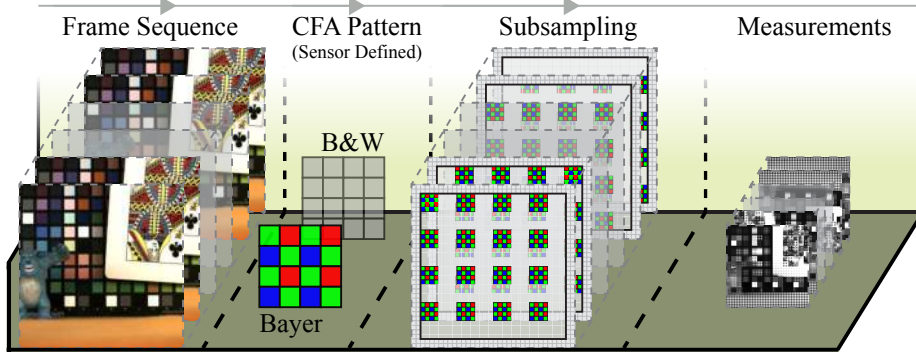 Frame Sequence
CFA Pattern
(Sensor Defined)
Subsampling
Measurements
B&W
Bayer